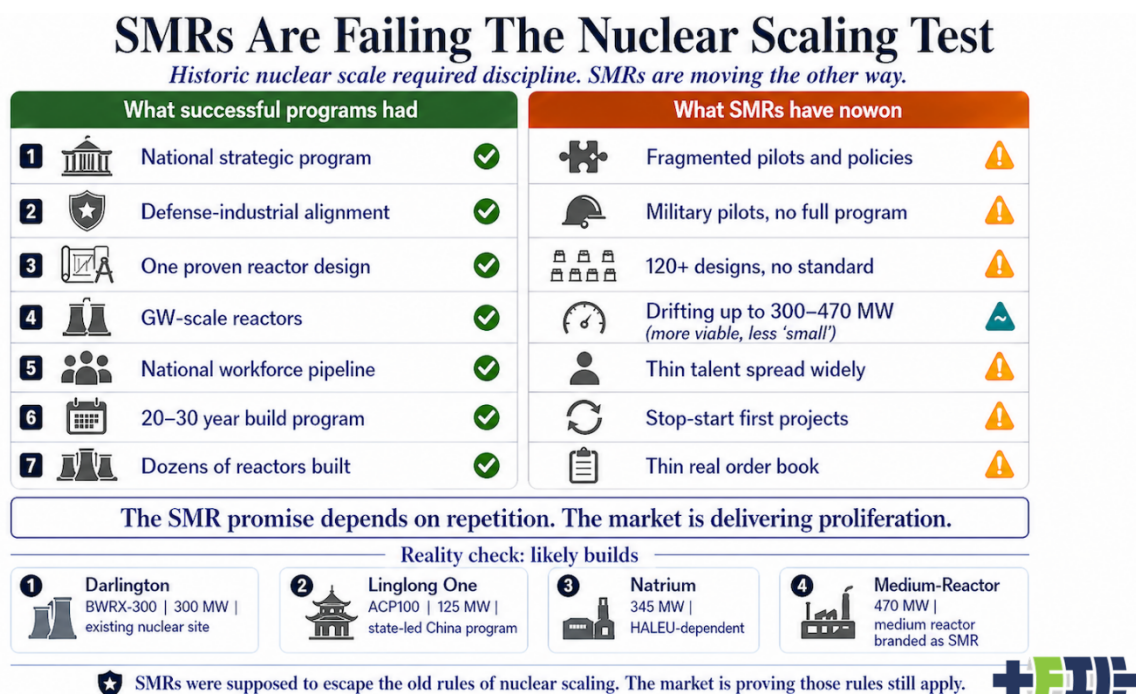 SMRs Are Failing The Nuclear Scaling Test
Historic nuclear scale required discipline. SMRs are moving the other way.
What successful programs had
What SMRs have nowon
1 National strategic program
Fragmented pilots and policies
2 Defense-industrial alignment
Military pilots, no full program
3 One proven reactor design
120+ designs, no standard
4 GW-scale reactors
Drifting up to 300–470 MW
(more viable, less ‘small’)
5 National workforce pipeline
Thin talent spread widely
6 20–30 year build program
Stop-start first projects
7 Dozens of reactors built
Thin real order book
The SMR promise depends on repetition. The market is delivering proliferation.
Reality check: likely builds
1 Darlington
BWRX-300 | 300 MW |
existing nuclear site
2 Linglong One
ACP100 | 125 MW |
state-led China program
3 Natrium
345 MW |
HALEU-dependent
4 Medium-Reactor
470 MW |
medium reactor
branded as SMR
SMRs were supposed to escape the old rules of nuclear scaling. The market is proving those rules still apply.